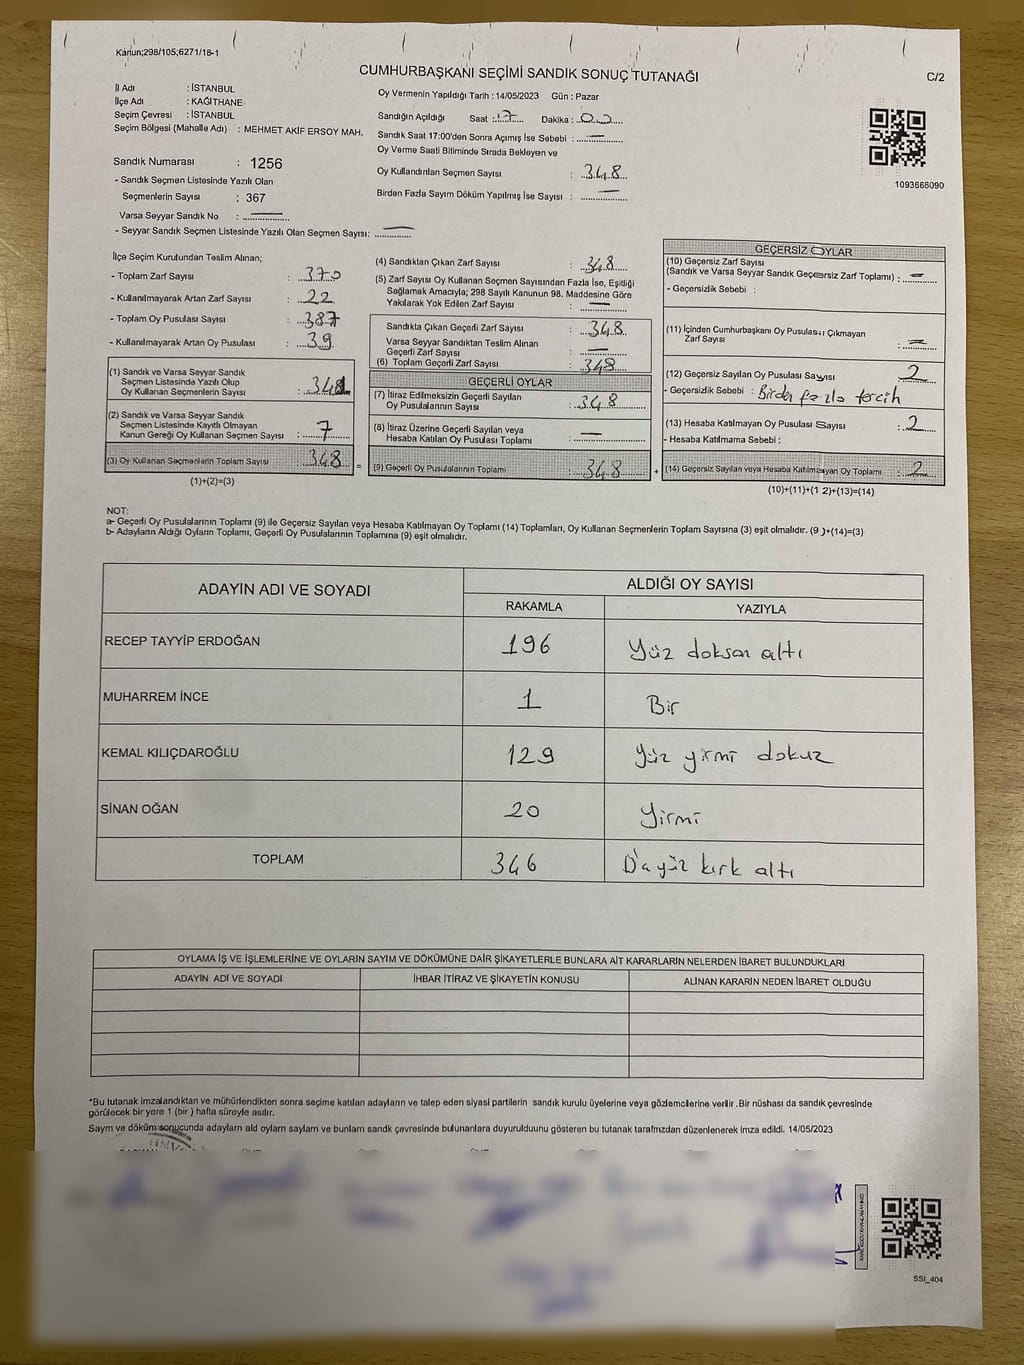 Kanun;298/105;6271/18-1
CUMHURBAŞKANI SEÇİMİ SANDIK SONUÇ TUTANAĞI
C/2
İl Adı : İSTANBUL
İlçe Adı : KAĞITHANE
Seçim Çevresi : İSTANBUL
Seçim Bölgesi (Mahalle Adı) : MEHMET AKİF ERSOY MAH.
Oy Vermenin Yapıldığı Tarih : 14/05/2023 Gün : Pazar
Sandığın Açıldığı Saat : 17 Dakika : 00
Sandık Saat 17:00'den Sonra Açımış İse Sebebi : —
Oy Verme Saati Bitiminde Sırada Bekleyen ve
Oy Kullandırılan Seçmen Sayısı : 348
Birden Fazla Sayım Döküm Yapılmış İse Sayısı : —
1093666090
Sandık Numarası : 1256
- Sandık Seçmen Listesinde Yazılı Olan
Seçmenlerin Sayısı : 367
Varsa Seyyar Sandık No : —
- Seyyar Sandık Seçmen Listesinde Yazılı Olan Seçmen Sayısı: —
İlçe Seçim Kurulundan Teslim Alınan;
- Toplam Zarf Sayısı : 370
- Kullanılmayarak Artan Zarf Sayısı : 22
- Toplam Oy Pusulası Sayısı : 387
- Kullanılmayarak Artan Oy Pusulası : 39
(1) Sandık ve Varsa Seyyar Sandık
Seçmen Listesinde Yazılı Olup
Oy Kullanan Seçmenlerin Sayısı : 348
(2) Sandık ve Varsa Seyyar Sandık
Seçmen Listesinde Kayıtlı Olmayan
Kanun Gereği Oy Kullanan Seçmen Sayısı : 7
(3) Oy Kullanan Seçmenlerin Toplam Sayısı : 348 =
(1)+(2)=(3)
(4) Sandıktan Çıkan Zarf Sayısı : 348
(5) Zarf Sayısı Oy Kullanan Seçmen Sayısından Fazla İse, Eşitliği
Sağlamak Amacıyla; 298 Sayılı Kanunun 98. Maddesine Göre
Yakılarak Yok Edilen Zarf Sayısı : —
Sandıkta Çıkan Geçerli Zarf Sayısı : 348
Varsa Seyyar Sandıktan Teslim Alınan
Geçerli Zarf Sayısı : —
(6) Toplam Geçerli Zarf Sayısı : 348
GEÇERLİ OYLAR
(7) İtiraz Edilmeksizin Geçerli Sayılan
Oy Pusulalarının Sayısı : 348
(8) İtiraz Üzerine Geçerli Sayılan veya
Hesaba Katılan Oy Pusulası Toplamı : —
(9) Geçerli Oy Pusulalarının Toplamı : 348 +
GEÇERSİZ OYLAR
(10) Geçersiz Zarf Sayısı
(Sandık ve Varsa Seyyar Sandık Geçersiz Zarf Toplamı) : —
- Geçersizlik Sebebi :
(11) İçinden Cumhurbaşkanı Oy Pusulası Çıkmayan
Zarf Sayısı : —
(12) Geçersiz Sayılan Oy Pusulası Sayısı : 2
- Geçersizlik Sebebi : Birden fazla tercih
(13) Hesaba Katılmayan Oy Pusulası Sayısı : 2
- Hesaba Katılmama Sebebi :
(14) Geçersiz Sayılan veya Hesaba Katılmayan Oy Toplamı : 2
(10)+(11)+(1 2)+(13)=(14)
NOT:
a- Geçerli Oy Pusulalarının Toplamı (9) ile Geçersiz Sayılan veya Hesaba Katılmayan Oy Toplamı (14) Toplamları, Oy Kullanan Seçmenlerin Toplam Sayısına (3) eşit olmalıdır. (9 )+(14)=(3)
b- Adayların Aldığı Oyların Toplamı, Geçerli Oy Pusulalarının Toplamına (9) eşit olmalıdır.
ADAYIN ADI VE SOYADI ALDIĞI OY SAYISI
RAKAMLA YAZIYLA
RECEP TAYYİP ERDOĞAN 196 Yüz doksan altı
MUHARREM İNCE 1 Bir
KEMAL KILIÇDAROĞLU 129 Yüz yirmi dokuz
SİNAN OĞAN 20 Yirmi
TOPLAM 346 kırk altı
OYLAMA İŞ VE İŞLEMLERİNE VE OYLARIN SAYIM VE DÖKÜMÜNE DAİR ŞİKAYETLERLE BUNLARA AİT KARARLARIN NELERDEN İBARET BULUNDUKLARI
ADAYIN ADI VE SOYADI İHBAR İTİRAZ VE ŞİKAYETİN KONUSU ALINAN KARARIN NEDEN İBARET OLDUĞU
*Bu tutanak imzalandıktan ve mühürlendikten sonra seçime katılan adayların ve talep eden siyasi partilerin sandık kurulu üyelerine veya gözlemcilerine verilir .Bir nüshası da sandık çevresinde
görülecek bir yere 1 (bir ) hafta süreyle asılır.
Sayım ve döküm sonucunda adayların ald oyların sayların ve bunların sandk çevresinde bulunanlara duyurulduunu gösteren bu tutanak tarafımzdan düzenlenerek imza edildi. 14/05/2023
SSI_404